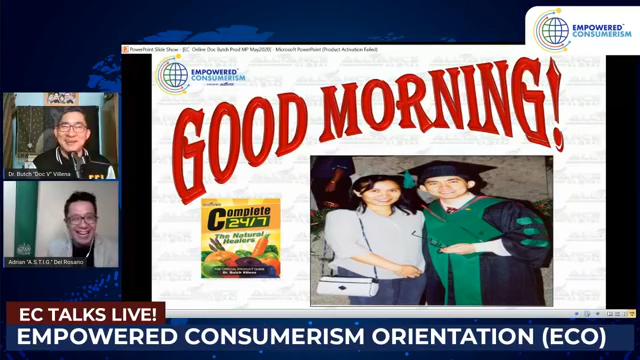 PowerPoint Slide Show - [EC Online Doc Butch Prod MP May2020] - Microsoft PowerPoint (Product Activation Failed)
EMPOWERED
CONSUMERISM
EMPOWERED
CONSUMERISM
GOOD MORNING!
Dr. Butch "Doc V" Villena
Complete
24/7
The Natural
Healers
Dr. Butch Villena
Adrian "A.S.T.I.G." Del Rosario
EC TALKS LIVE!
EMPOWERED CONSUMERISM ORIENTATION (ECO)